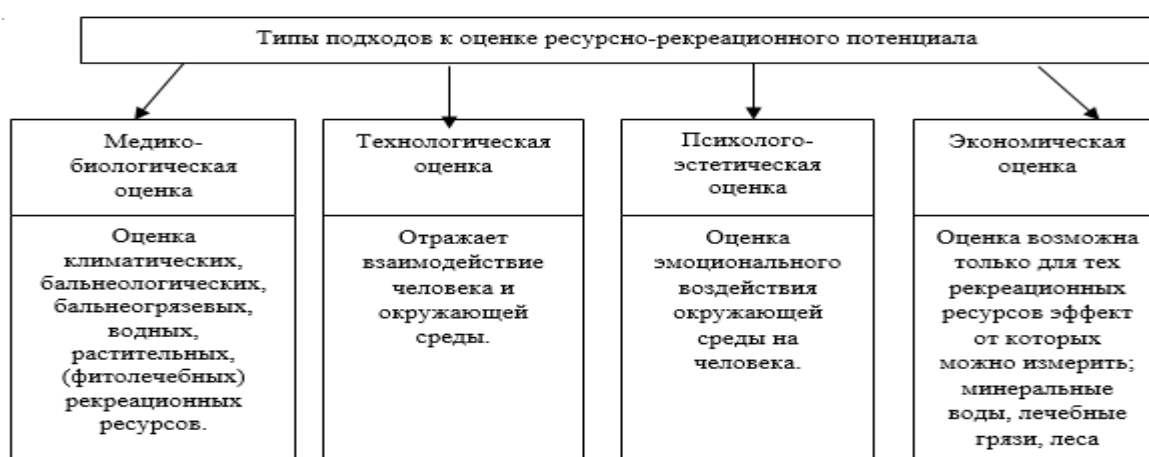 Типы подходов к оценке ресурсно-рекреационного потенциала
Медико-
биологическая
оценка
Оценка
климатических,
бальнеологических,
бальнеогрязевых,
водных,
растительных,
(фитолечебных)
рекреационных
ресурсов.
Технологическая
оценка
Отражает
взаимодействие
человека и
окружающей
среды.
Психолого-
эстетическая
оценка
Оценка
эмоционального
воздействия
окружающей
среды на
человека.
Экономическая
оценка
Оценка возможна
только для тех
рекреационных
ресурсов эффект
от которых
можно измерить;
минеральные
воды, лечебные
грязи, леса